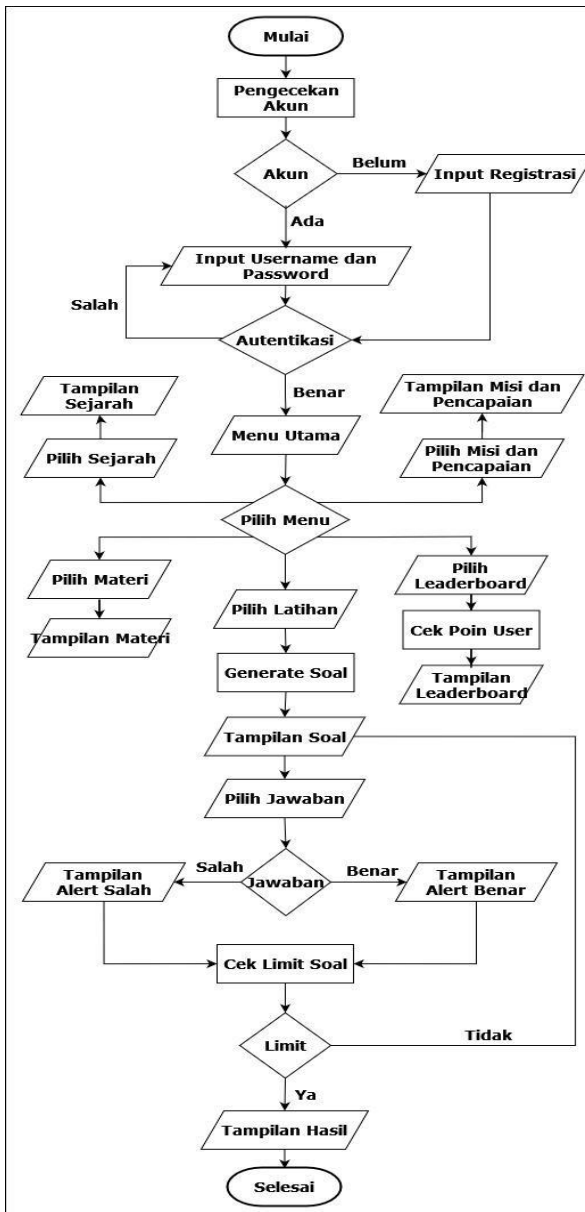 Mulai
Pengecekan
Akun
Akun
Belum
Input Registrasi
Ada
Input Username dan
Password
Salah
Autentikasi
Benar
Tampilan
Sejarah
Tampilan Misi dan
Pencapaian
Menu Utama
Pilih Sejarah
Pilih Misi dan
Pencapaian
Pilih Menu
Pilih Materi
Pilih
Leaderboard
Pilih Latihan
Tampilan Materi
Cek Poin User
Generate Soal
Tampilan
Leaderboard
Tampilan Soal
Pilih Jawaban
Tampilan
Alert Salah
Salah
Jawaban
Benar
Tampilan
Alert Benar
Cek Limit Soal
Limit
Tidak
Ya
Tampilan Hasil
Selesai